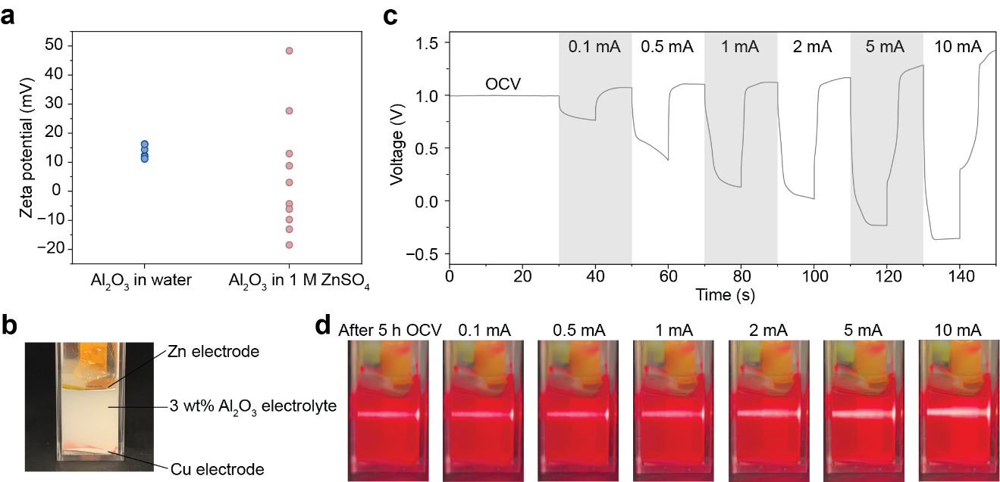 a
50
40
30
20
10
0
−10
−20
Zeta potential (mV)
Al2O3 in water
Al2O3 in 1 M ZnSO4
b
Zn electrode
3 wt% Al2O3 electrolyte
Cu electrode
c
1.5
1.0
0.5
0.0
−0.5
Voltage (V)
OCV
0.1 mA
0.5 mA
1 mA
2 mA
5 mA
10 mA
0
20
40
60
80
100
120
140
Time (s)
d
After 5 h OCV
0.1 mA
0.5 mA
1 mA
2 mA
5 mA
10 mA